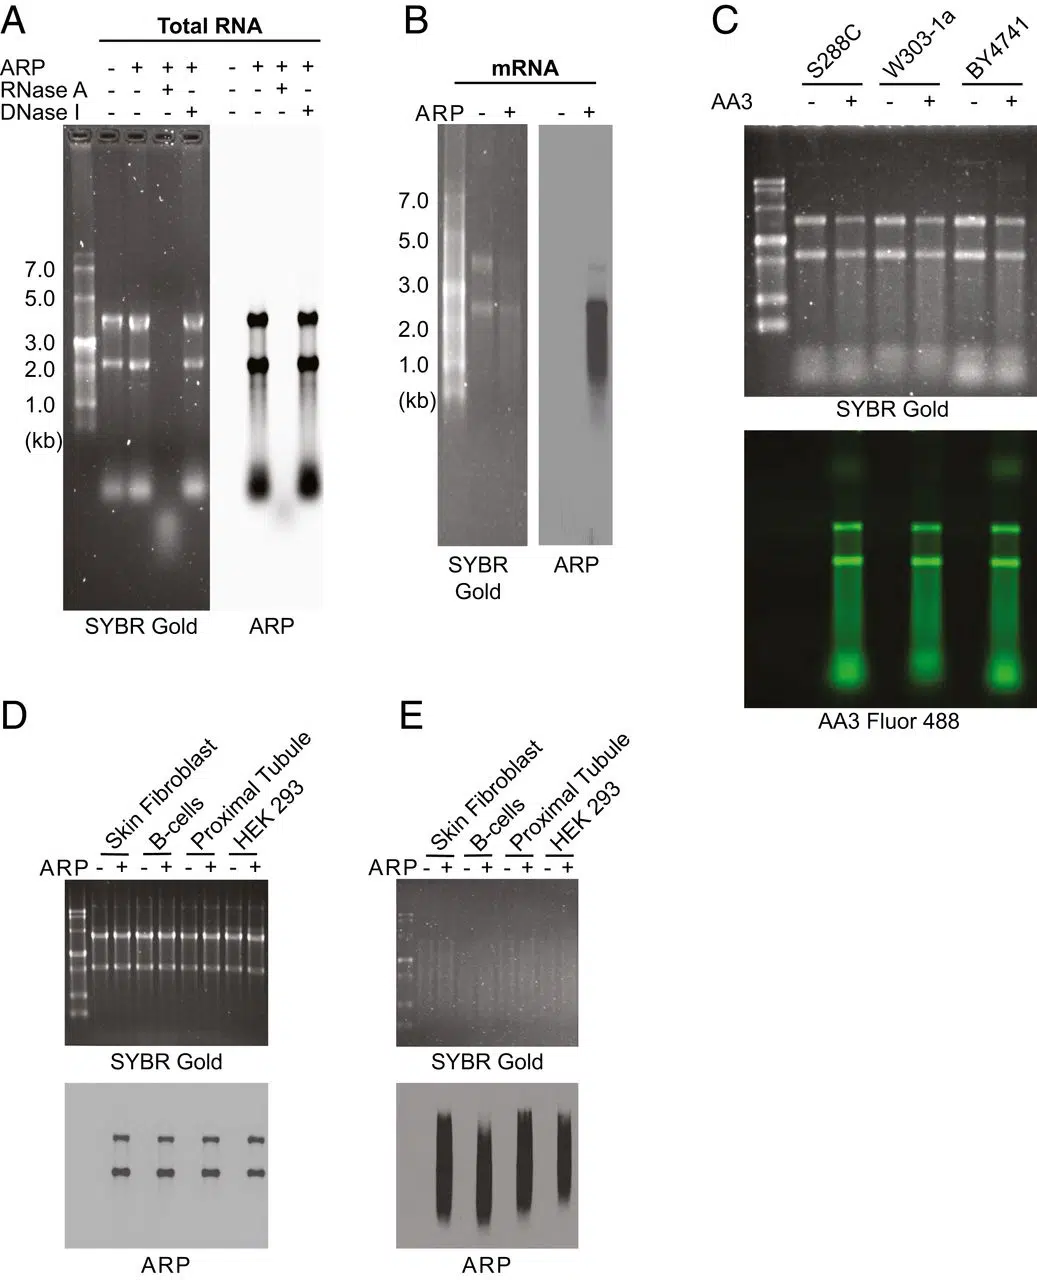 A
Total RNA
ARP - + + + - + + +
RNase A + +
DNase I - + - +
7.0
5.0
3.0
2.0
1.0
(kb)
SYBR Gold
ARP
B
mRNA
ARP - + - +
7.0
5.0
3.0
2.0
1.0
(kb)
SYBR
Gold
ARP
C
S288C
W303-1a
BY4741
AA3 - + - + - +
SYBR Gold
AA3 Fluor 488
D
Skin Fibroblast
B-cells
Proximal Tubule
HEK 293
ARP - + - + - + - +
SYBR Gold
ARP
E
Skin Fibroblast
B-cells
Proximal Tubule
HEK 293
ARP - + - + - + - +
SYBR Gold
ARP